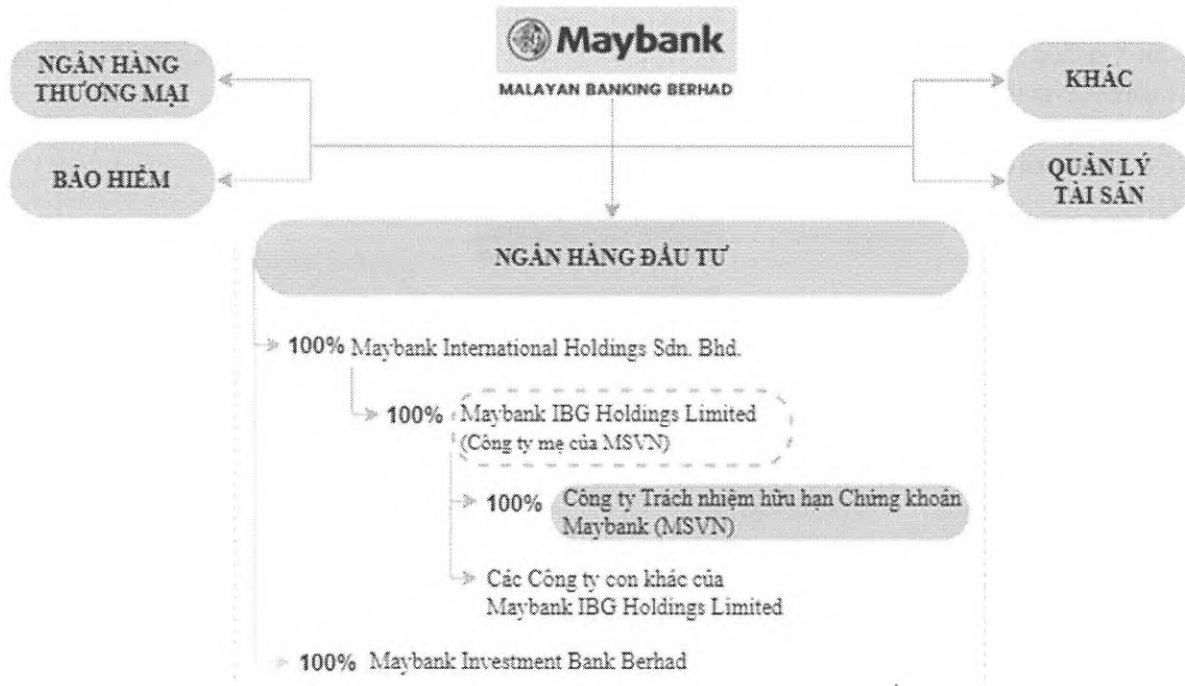 Maybank
MALAYAN BANKING BERHAD
NGÂN HÀNG
THƯƠNG MẠI
KHÁC
BẢO HIỂM
QUẢN LÝ
TÀI SẢN
NGÂN HÀNG ĐẦU TƯ
100% Maybank International Holdings Sdn. Bhd.
100% Maybank IBG Holdings Limited
(Công ty mẹ của MSVN)
100% Công ty Trách nhiệm hữu hạn Chứng khoán
Maybank (MSVN)
Các Công ty con khác của
Maybank IBG Holdings Limited
100% Maybank Investment Bank Berhad